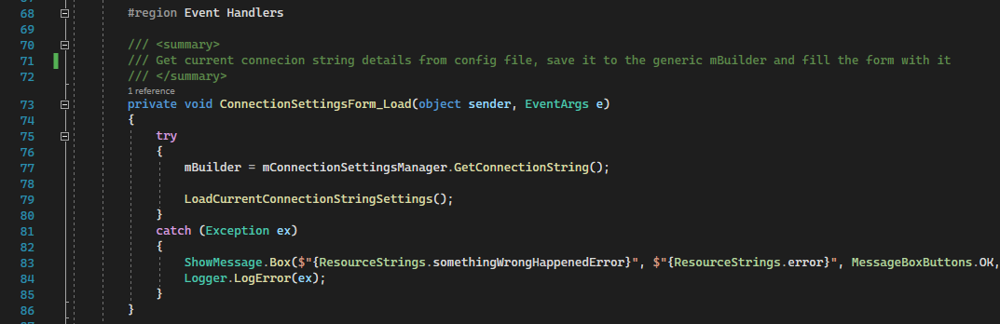 68 #region Event Handlers
69
70 /// <summary>
71 /// Get current connecion string details from config file, save it to the generic mBuilder and fill the form with it
72 /// </summary>
1 reference
73 private void ConnectionSettingsForm_Load(object sender, EventArgs e)
74 {
75 try
76 {
77 mBuilder = mConnectionSettingsManager.GetConnectionString();
78
79 LoadCurrentConnectionStringSettings();
80 }
81 catch (Exception ex)
82 {
83 ShowMessage.Box($"{ResourceStrings.somethingWrongHappenedError}", $"{ResourceStrings.error}", MessageBoxButtons.OK,
84 Logger.LogError(ex);
85 }
86 }